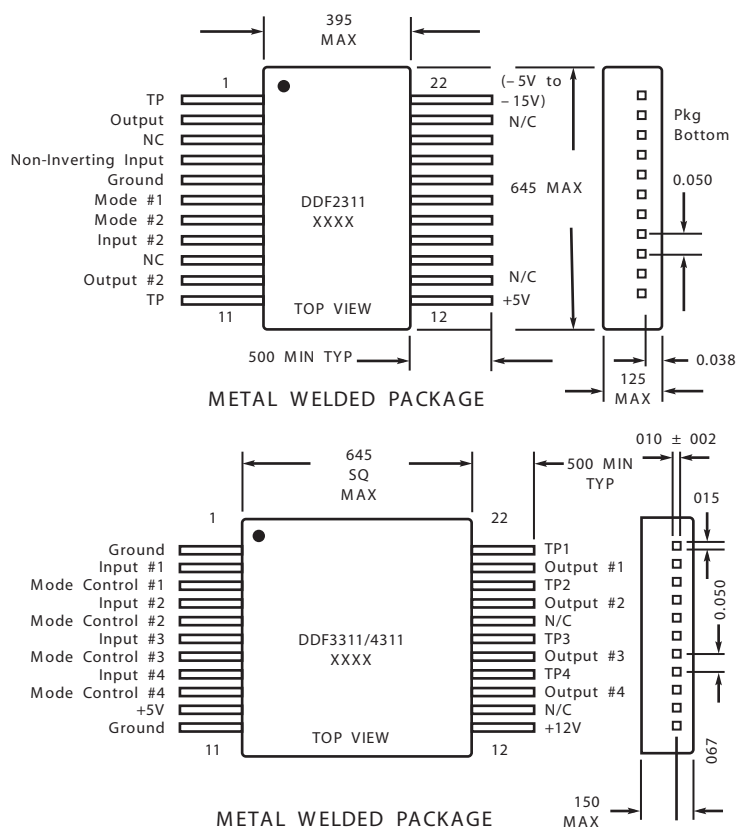 395
MAX
1
22
(– 5V to
– 15V)
TP
Output
N/C
NC
Non-Inverting Input
Ground
Mode #1
Mode #2
Input #2
NC
Output #2
N/C
TP
+5V
DDF2311
XXXX
TOP VIEW
11
12
645 MAX
Pkg
Bottom
0.050
0.038
500 MIN TYP
125
MAX
METAL WELDED PACKAGE
645
SQ
MAX
500 MIN
TYP
010 ± 002
015
1
22
Ground
TP1
Input #1
Output #1
Mode Control #1
TP2
Input #2
Output #2
Mode Control #2
N/C
Input #3
TP3
Mode Control #3
Output #3
Input #4
TP4
Mode Control #4
Output #4
+5V
N/C
Ground
+12V
DDF3311/4311
XXXX
TOP VIEW
11
12
0.050
067
150
MAX
METAL WELDED PACKAGE